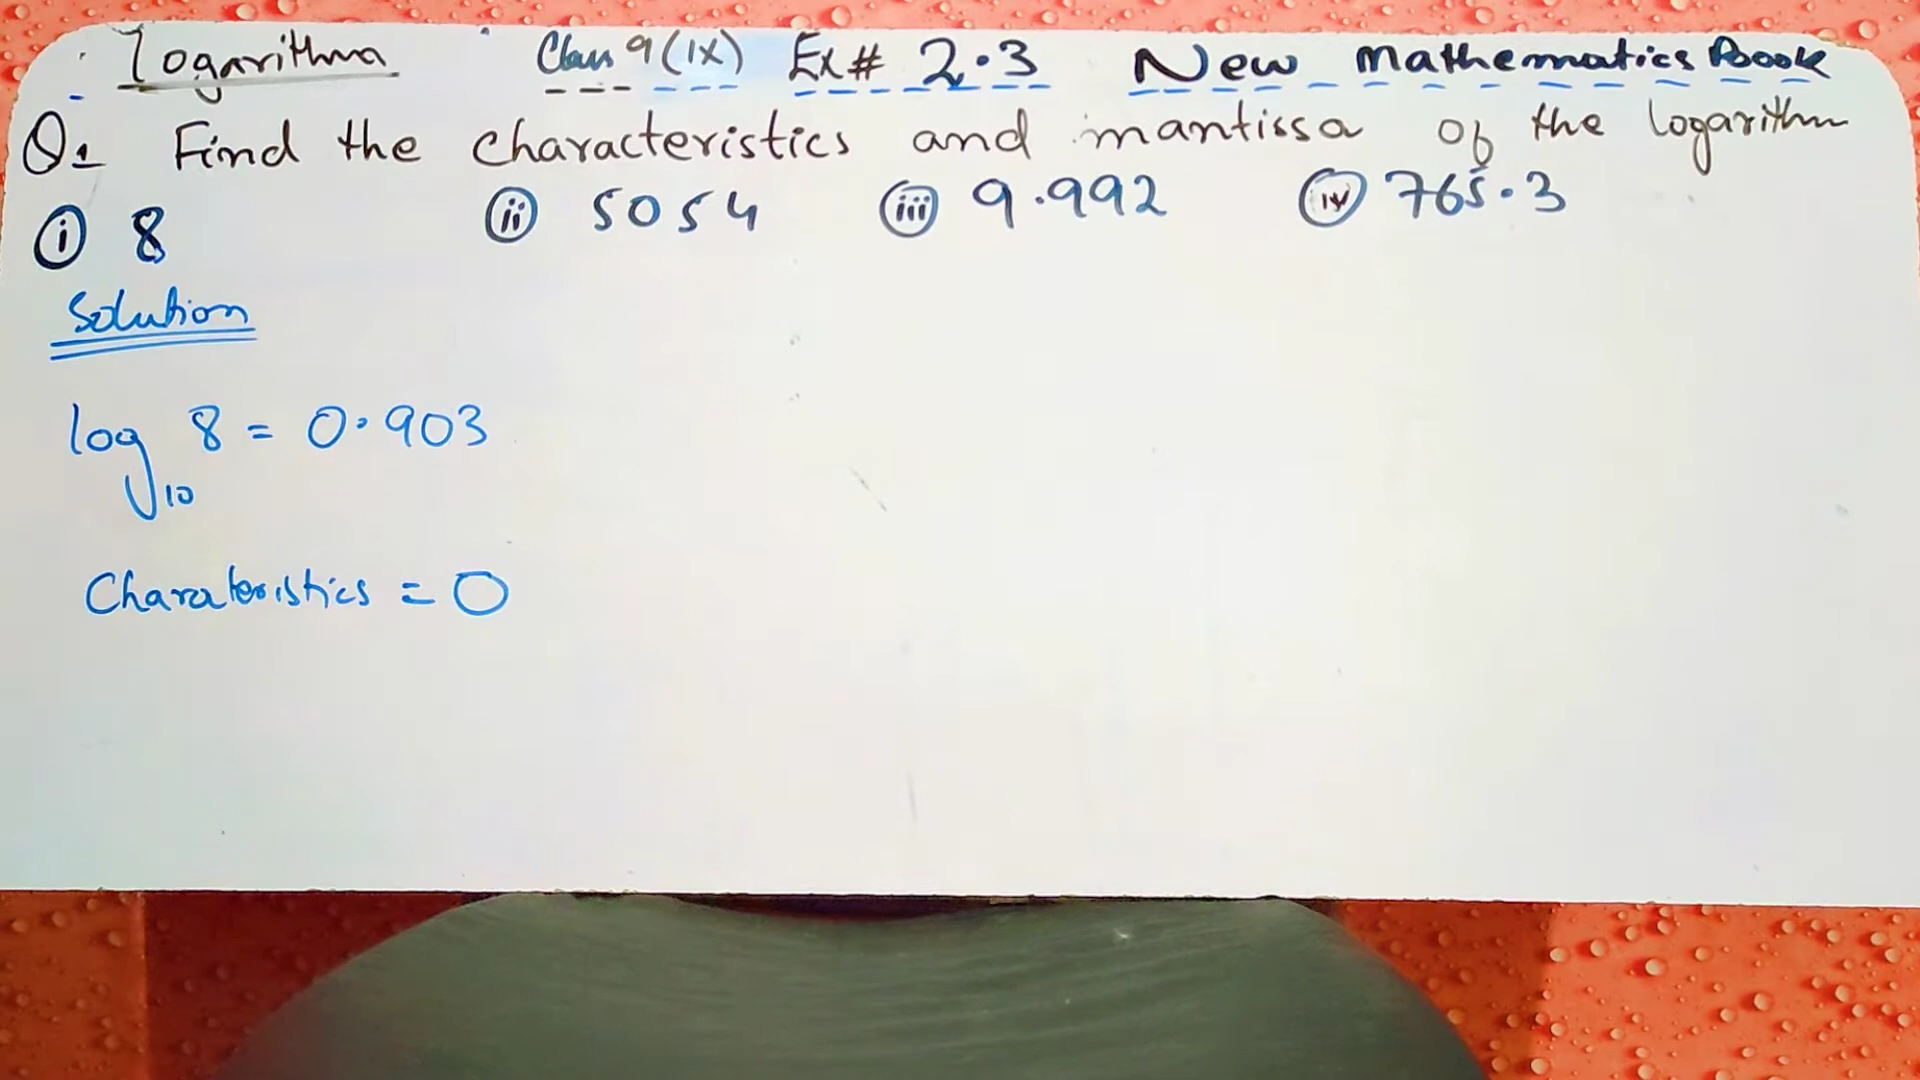 Logarithm Class 9 (IX) Ex# 2.3 New Mathematics Book
Q1 Find the characteristics and mantissa of the logarithm
(i) 8 (ii) 5054 (iii) 9.992 (iv) 765.3
Solution
log₁₀ 8 = 0.903
Charateristics = 0